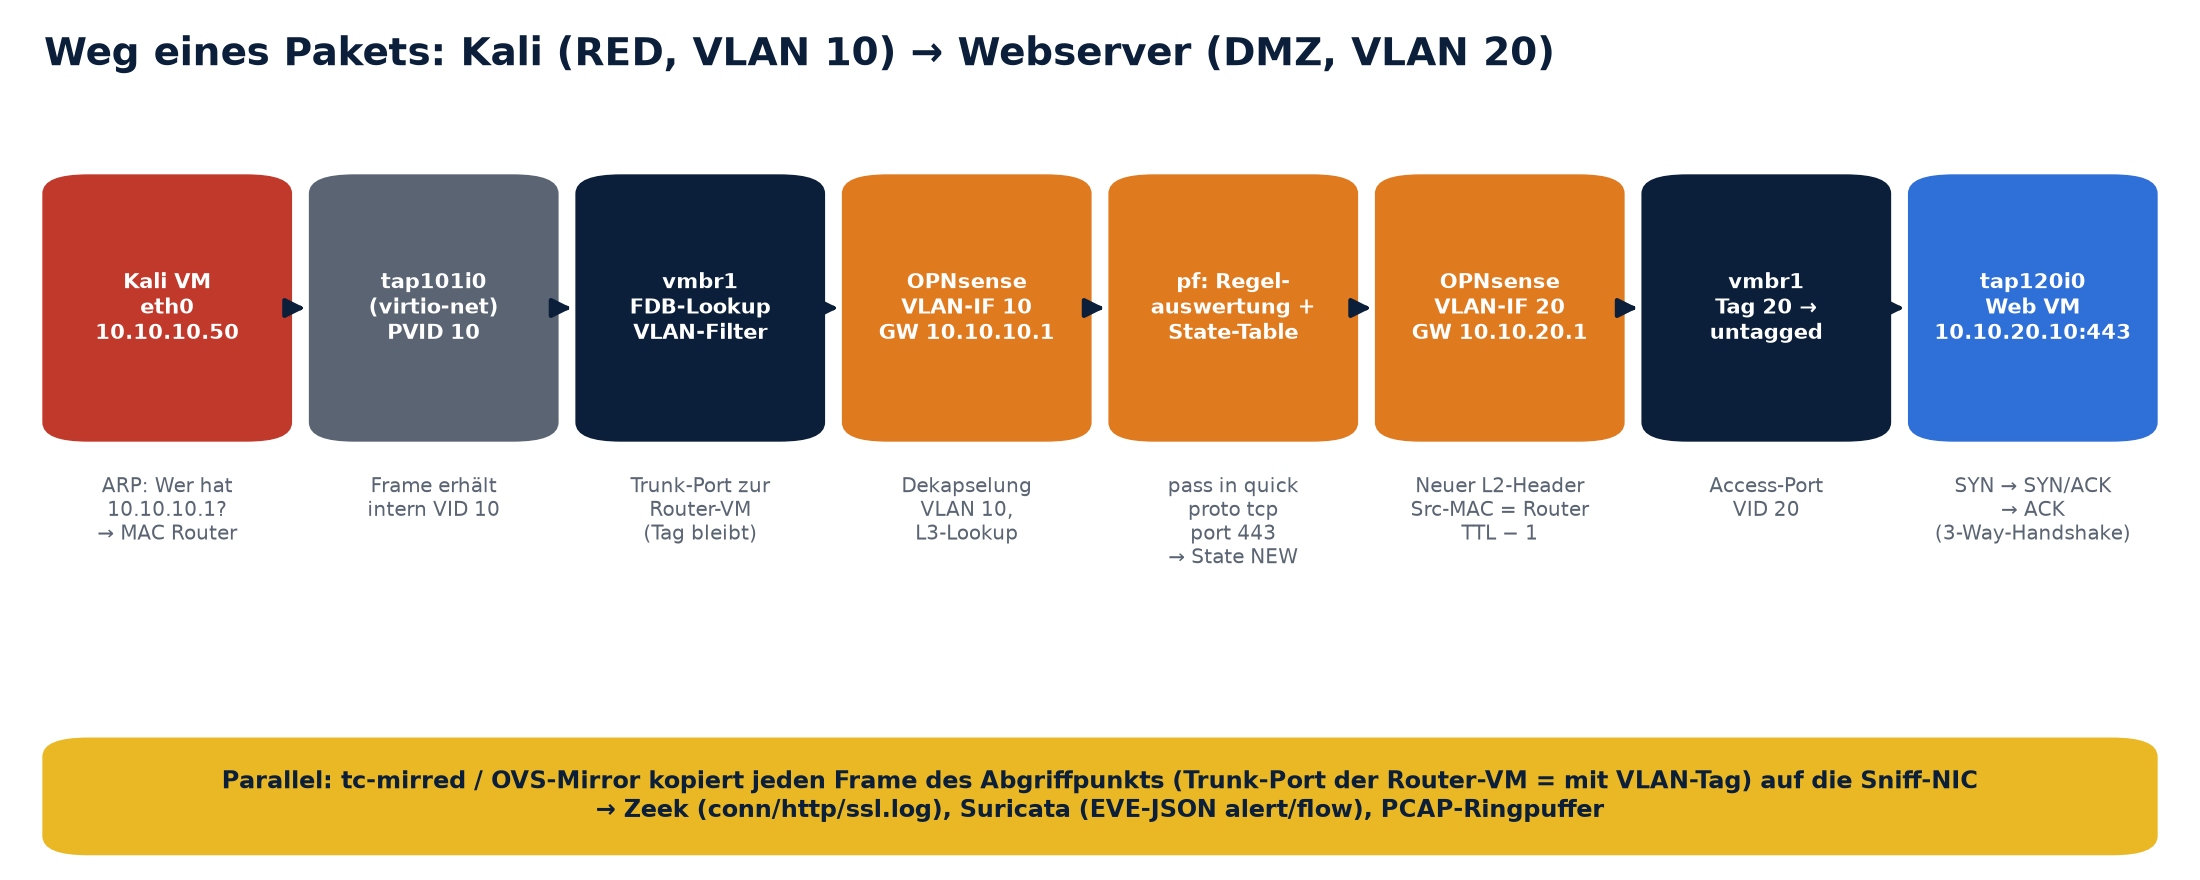 Weg eines Pakets: Kali (RED, VLAN 10) → Webserver (DMZ, VLAN 20)
Kali VM
eth0
10.10.10.50
tap101i0
(virtio-net)
PVID 10
vmbr1
FDB-Lookup
VLAN-Filter
OPNsense
VLAN-IF 10
GW 10.10.10.1
pf: Regel-
auswertung +
State-Table
OPNsense
VLAN-IF 20
GW 10.10.20.1
vmbr1
Tag 20 →
untagged
tap120i0
Web VM
10.10.20.10:443
ARP: Wer hat
10.10.10.1?
→ MAC Router
Frame erhält
intern VID 10
Trunk-Port zur
Router-VM
(Tag bleibt)
Dekapselung
VLAN 10,
L3-Lookup
pass in quick
proto tcp
port 443
→ State NEW
Neuer L2-Header
Src-MAC = Router
TTL − 1
Access-Port
VID 20
SYN → SYN/ACK
→ ACK
(3-Way-Handshake)
Parallel: tc-mirred / OVS-Mirror kopiert jeden Frame des Abgriffpunkts (Trunk-Port der Router-VM = mit VLAN-Tag) auf die Sniff-NIC
→ Zeek (conn/http/ssl.log), Suricata (EVE-JSON alert/flow), PCAP-Ringpuffer